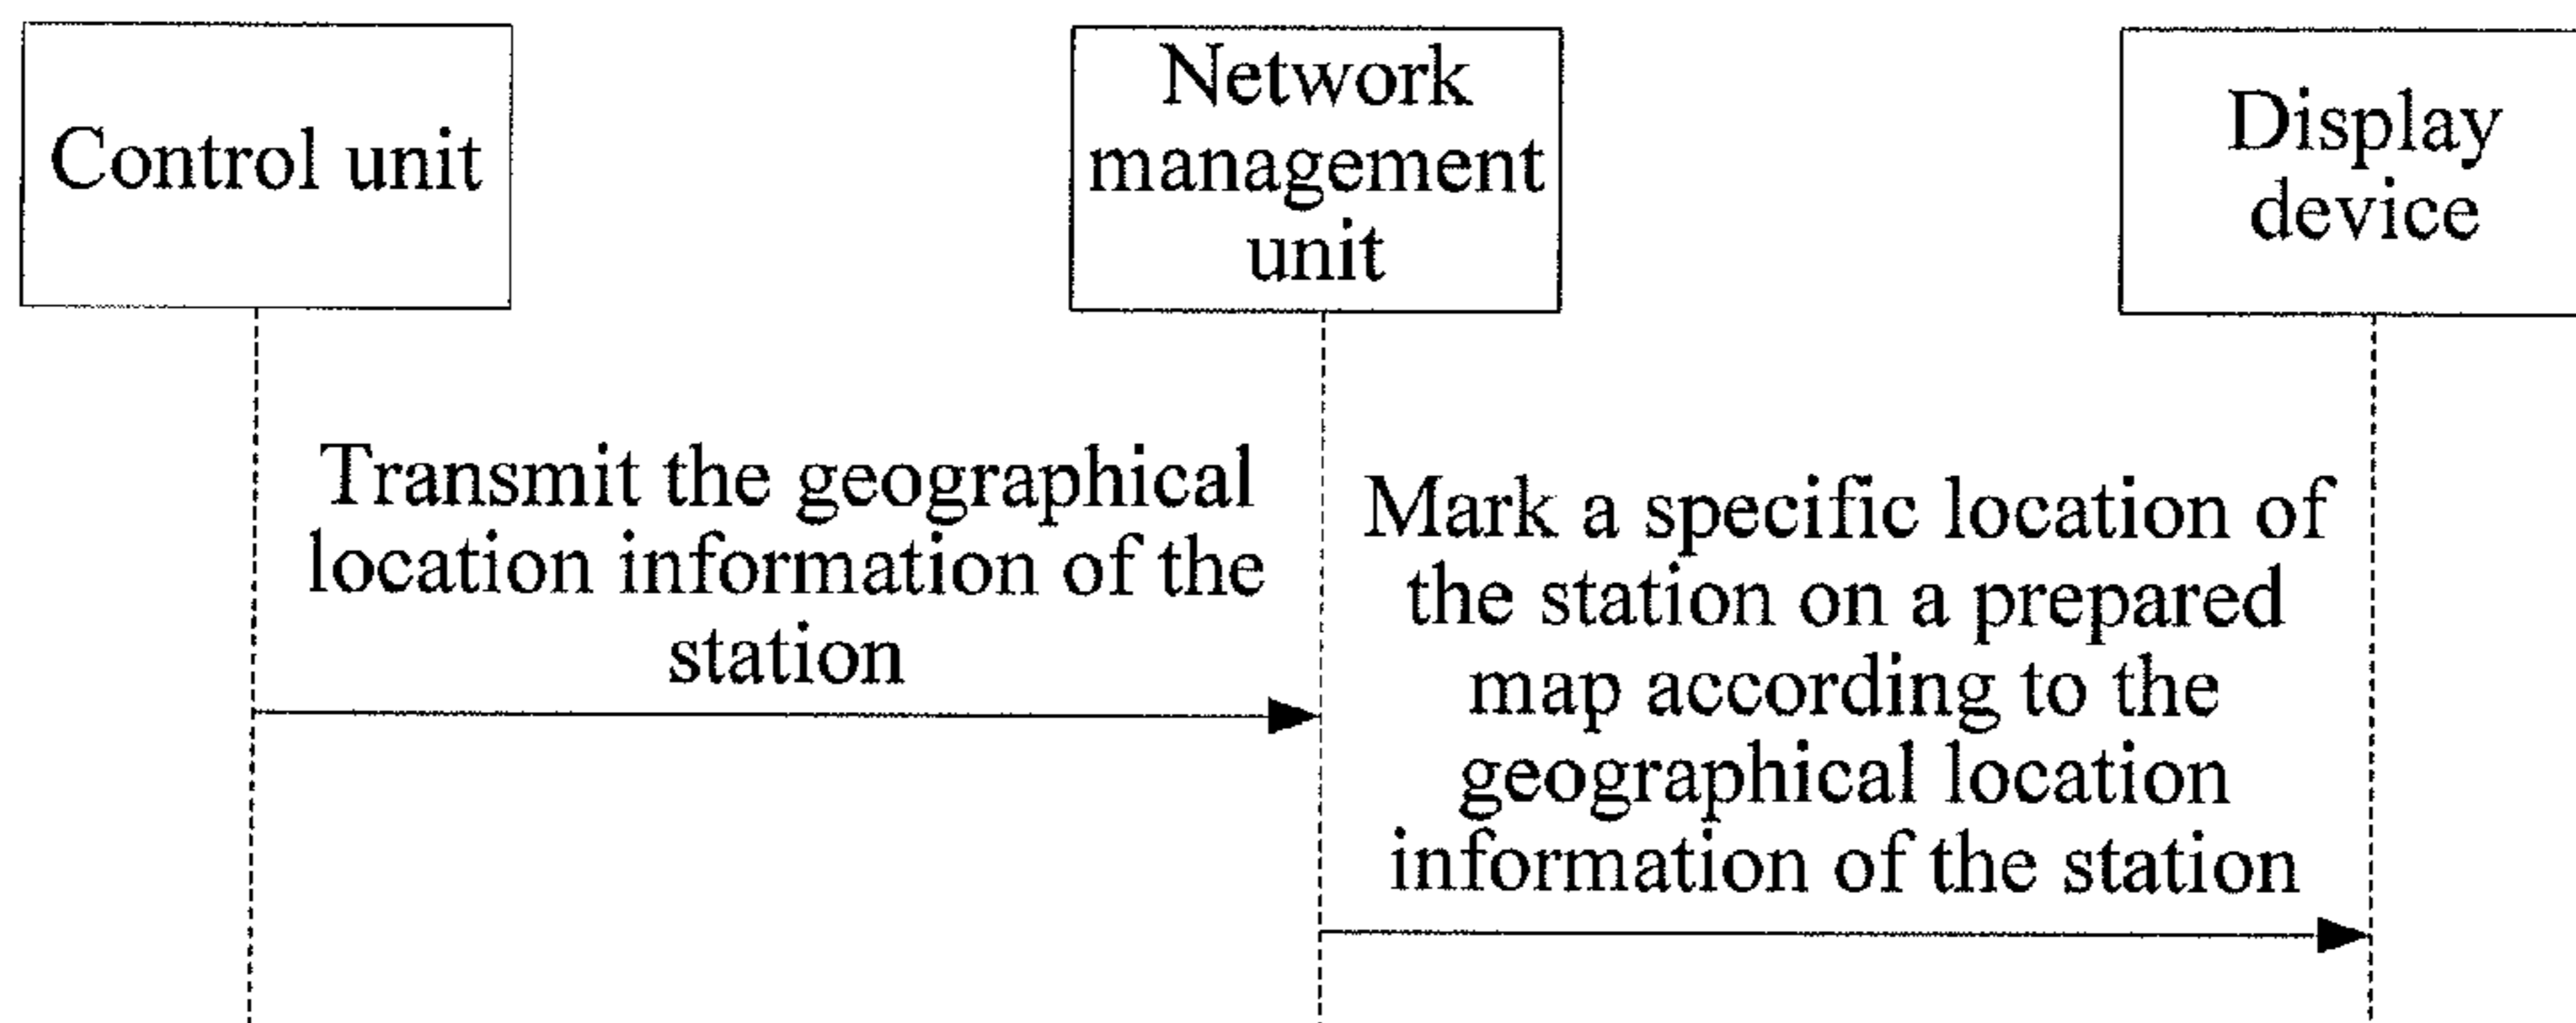 Control unit
Network
management
unit
Display
device
Transmit the geographical
location information of the
station
Mark a specific location of
the station on a prepared
map according to the
geographical location
information of the station